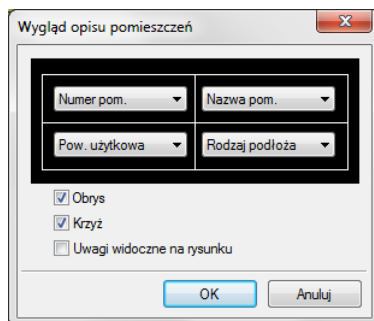 Wygląd opisu pomieszczeń
Numer pom. Nazwa pom.
Pow. użytkowa Rodzaj podłoża
Obrys
Krzyż
Uwagi widoczne na rysunku
OK Anuluj